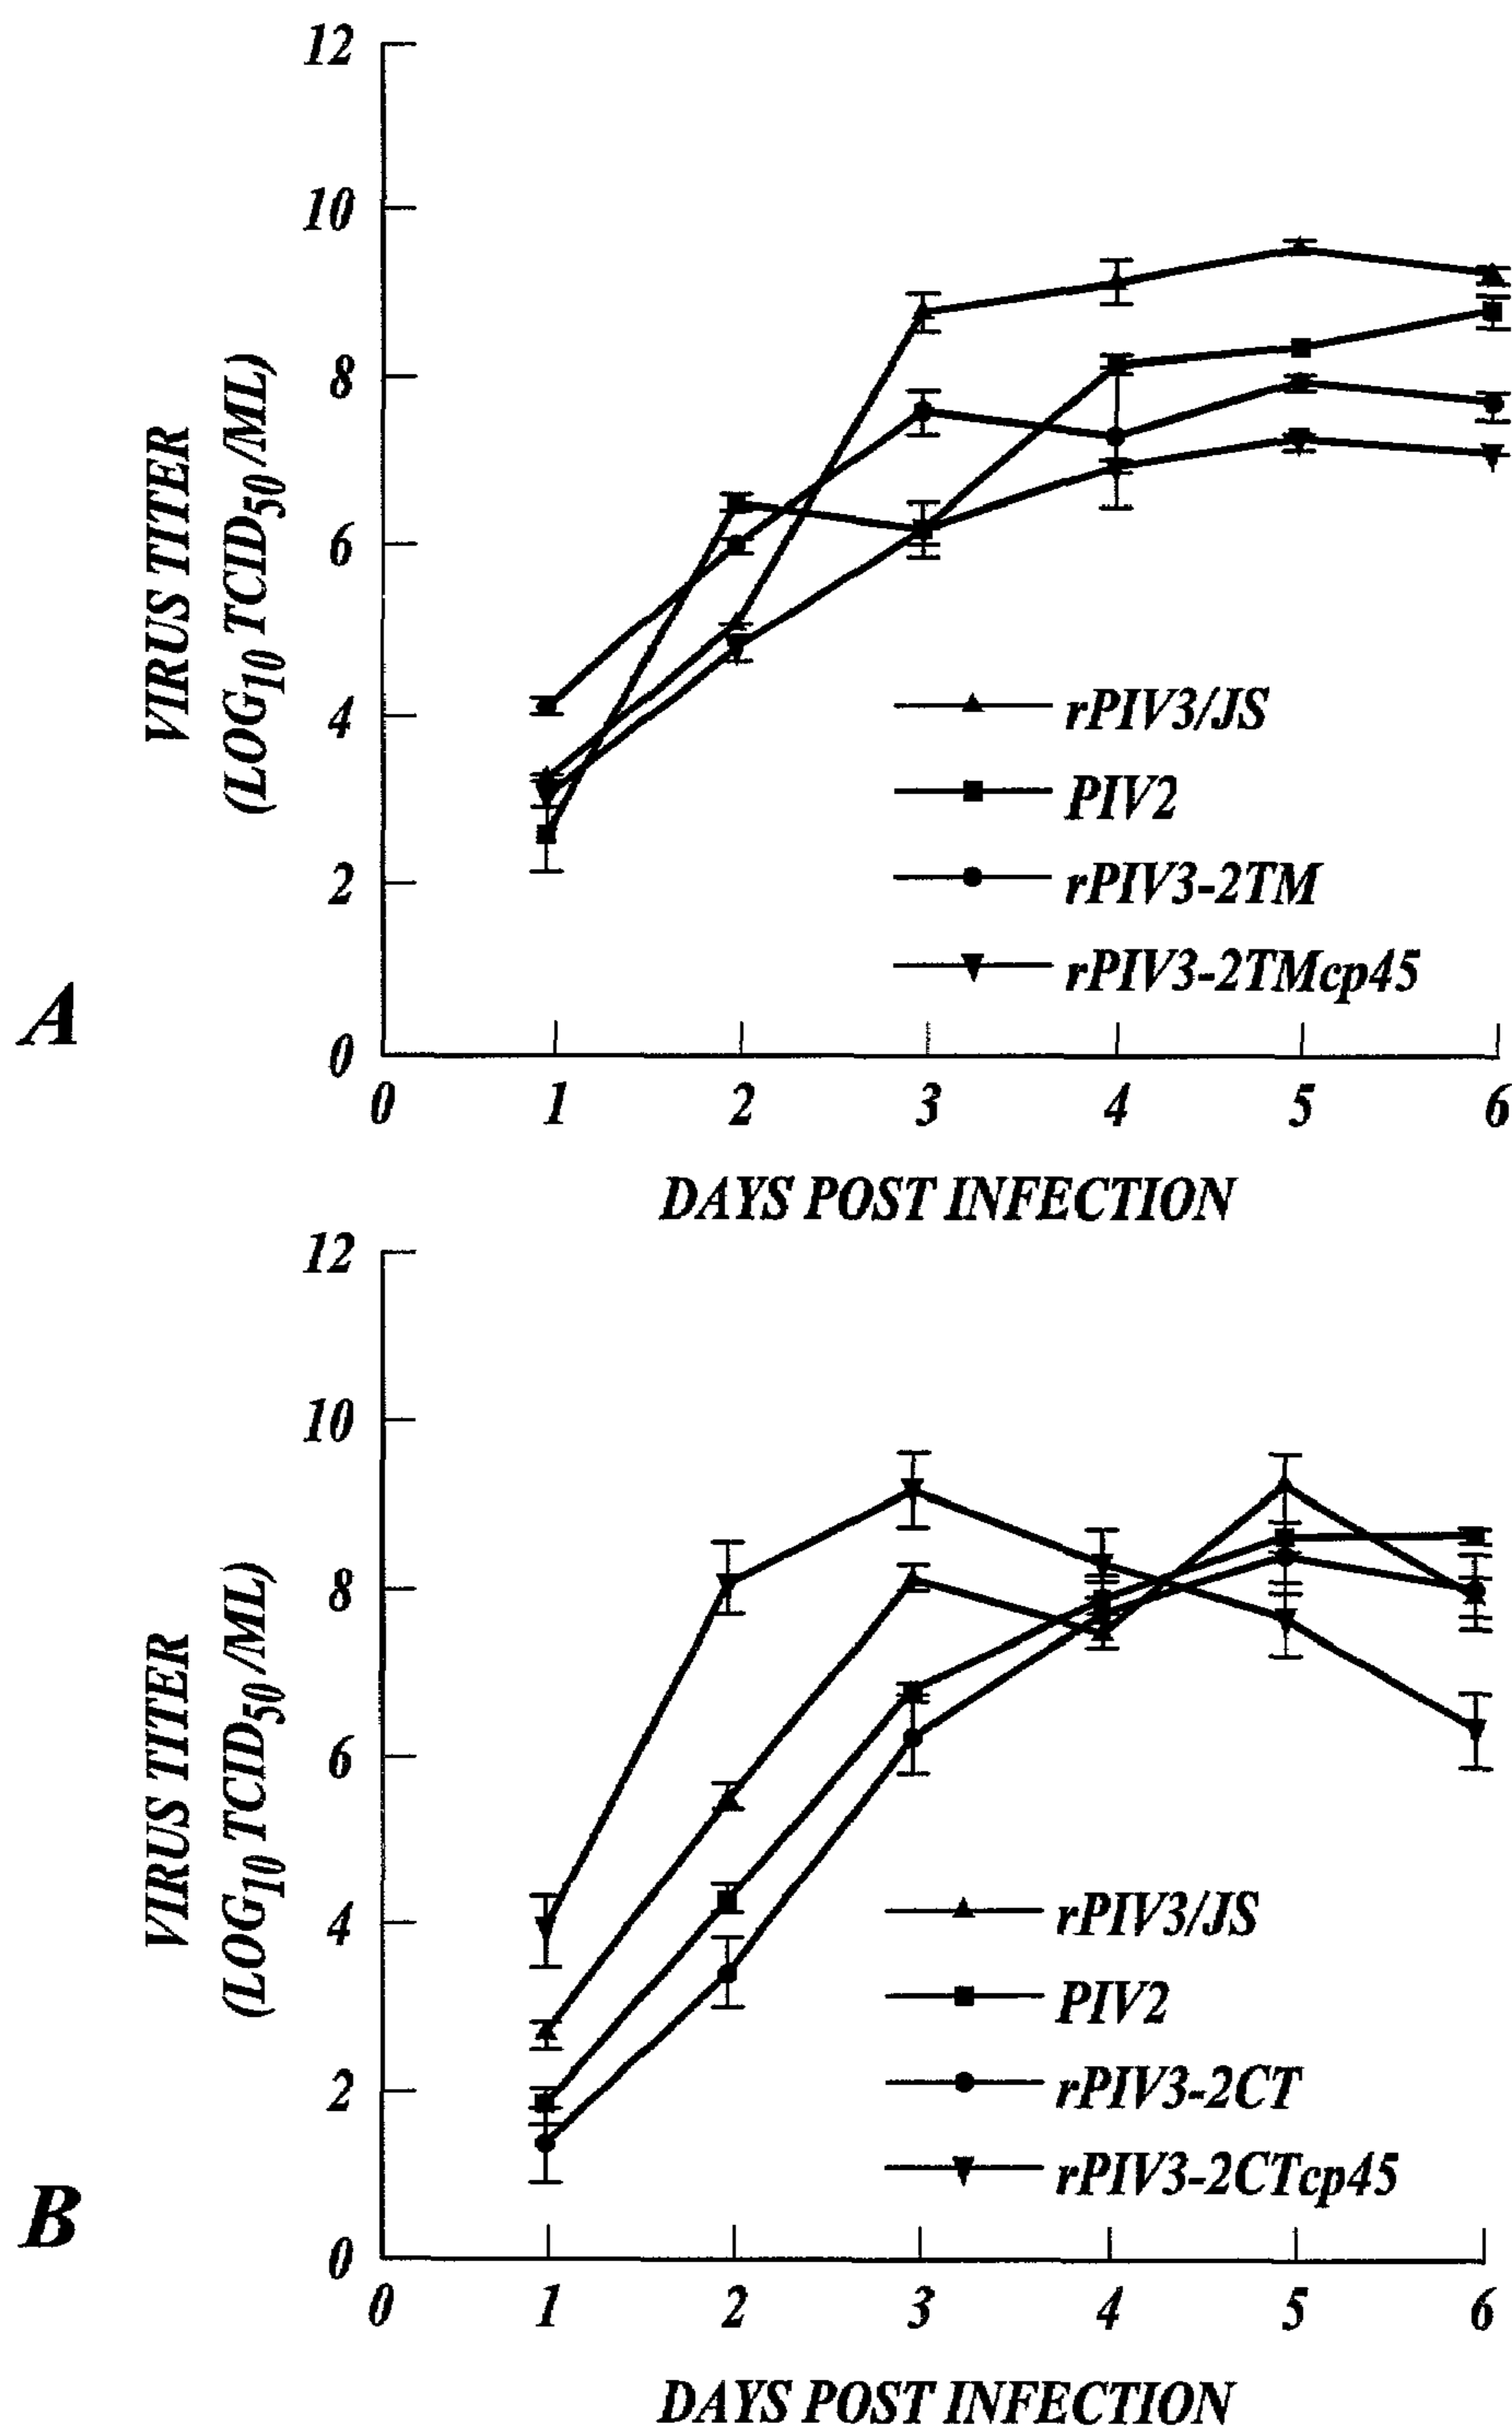 12
10
8
6
4
2
0
VIRUS TITER
(LOG10 TCID50/ML)
rPIV3/JS
PIV2
rPIV3-2TM
rPIV3-2TMcp45
A
0 1 2 3 4 5 6
DAYS POST INFECTION
12
10
8
6
4
2
0
VIRUS TITER
(LOG10 TCID50/ML)
rPIV3/JS
PIV2
rPIV3-2CT
rPIV3-2CTcp45
B
0 1 2 3 4 5 6
DAYS POST INFECTION